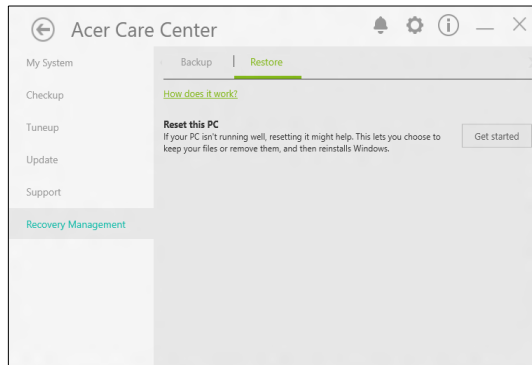 Acer Care Center
My System
Checkup
Tuneup
Update
Support
Recovery Management
Backup
Restore
How does it work?
Reset this PC
If your PC isn't running well, resetting it might help. This lets you choose to
keep your files or remove them, and then reinstalls Windows.
Get started